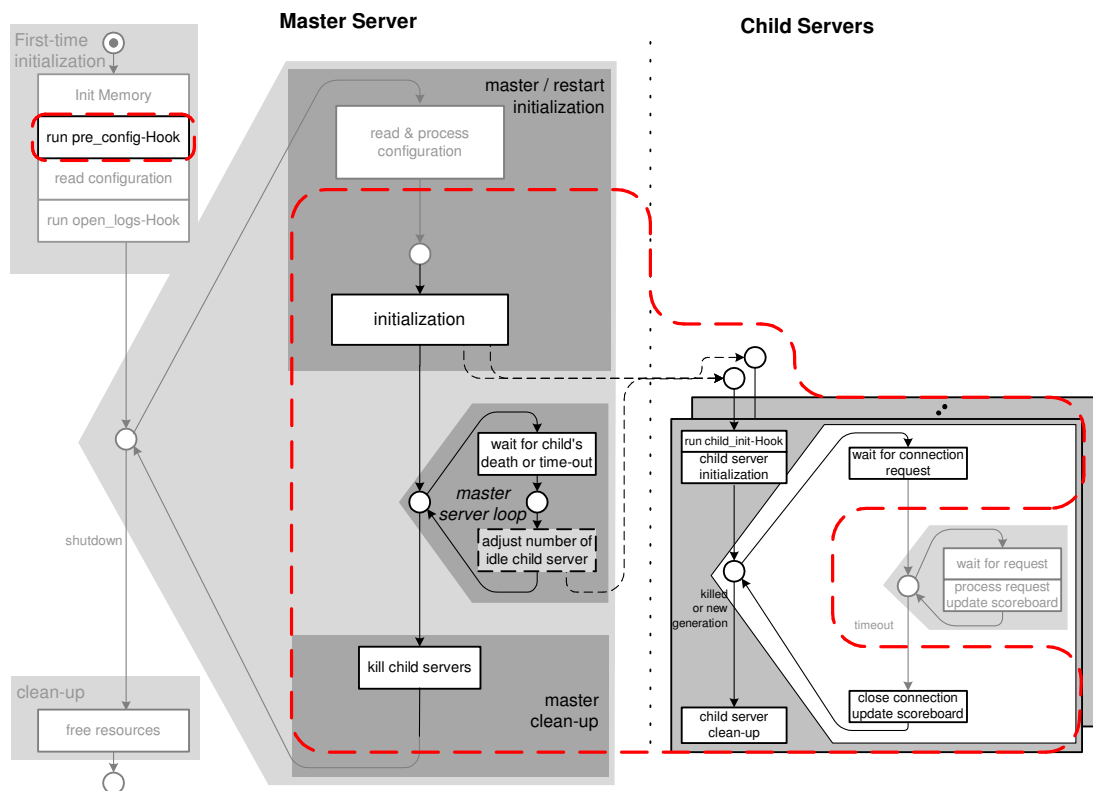 Master Server
Child Servers
First-time
initialization
Init Memory
run pre_config-Hook
read configuration
run open_logs-Hook
master / restart
initialization
read & process
configuration
initialization
wait for child's
death or time-out
master
server loop
adjust number of
idle child server
run child_init-Hook
child server
initialization
wait for connection
request
wait for request
process request
update scoreboard
shutdown
killed
or new
generation
timeout
kill child servers
master
clean-up
close connection
update scoreboard
child server
clean-up
clean-up
free resources